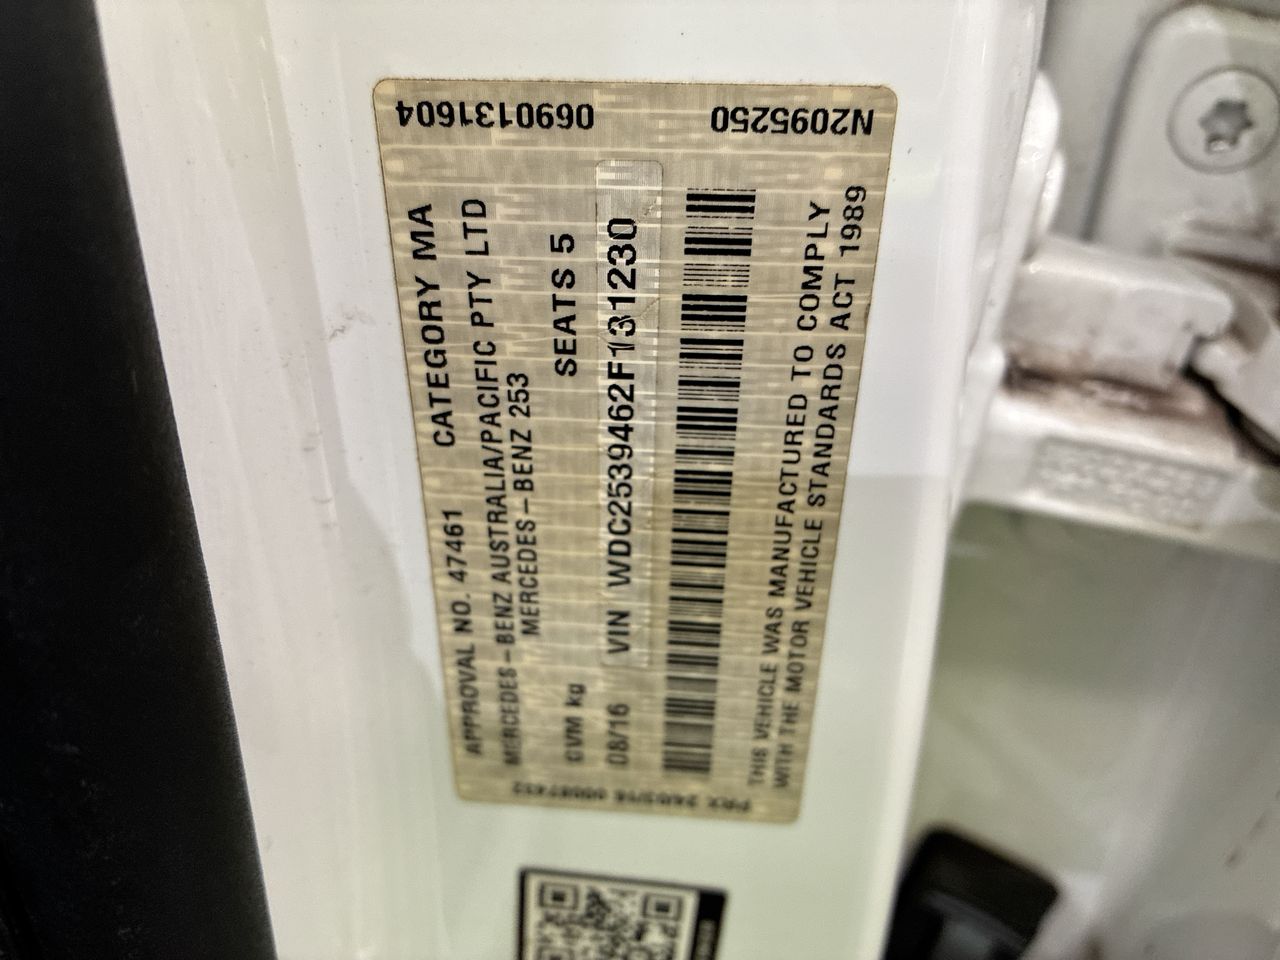 0690131604
N2095250
APPROVAL NO. 47461 CATEGORY MA
MERCEDES-BENZ AUSTRALIA/PACIFIC PTY LTD
MERCEDES-BENZ 253
GVM kg SEATS 5
08/16 VIN WDC2539462F131230
THIS VEHICLE WAS MANUFACTURED TO COMPLY
WITH THE MOTOR VEHICLE STANDARDS ACT 1989